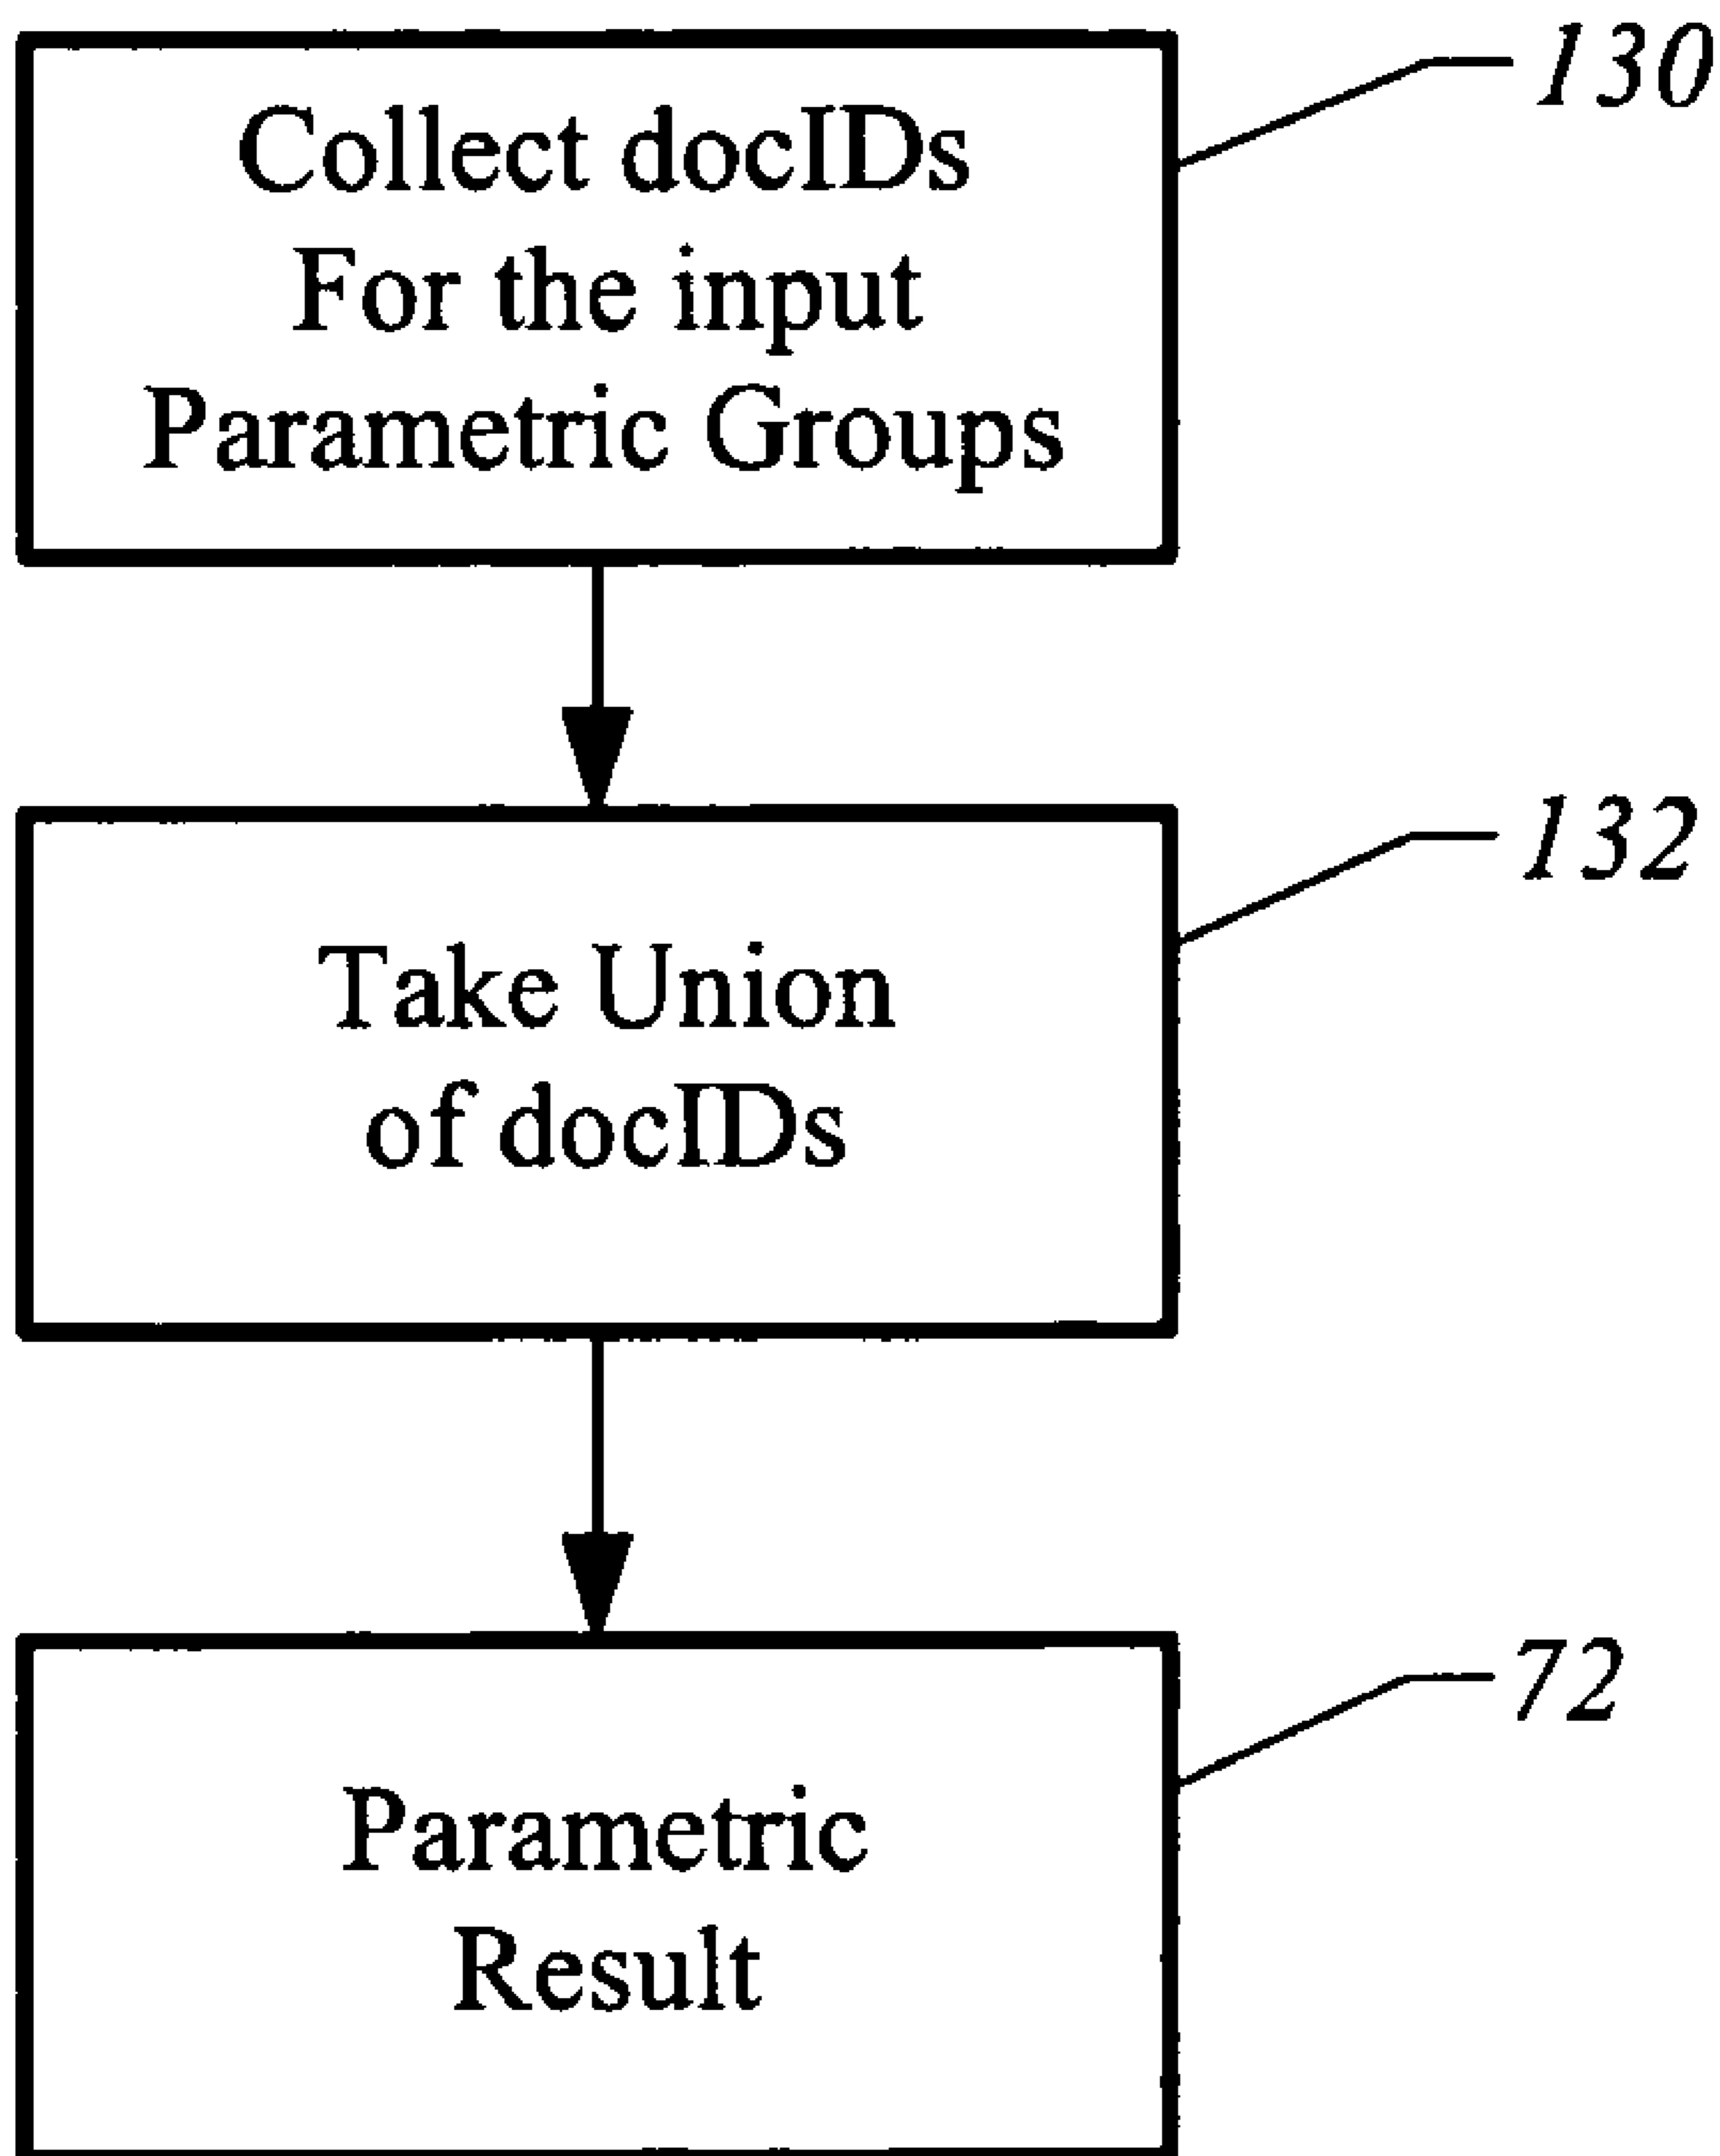 Collect docIDs
For the input
Parametric Groups
130
Take Union
of docIDs
132
Parametric
Result
72